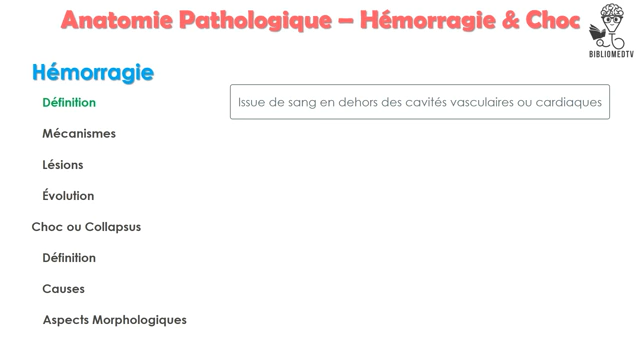 Anatomie Pathologique – Hémorragie & Choc
BIBLIOMEDTV
Hémorragie
Définition
Issue de sang en dehors des cavités vasculaires ou cardiaques
Mécanismes
Lésions
Évolution
Choc ou Collapsus
Définition
Causes
Aspects Morphologiques